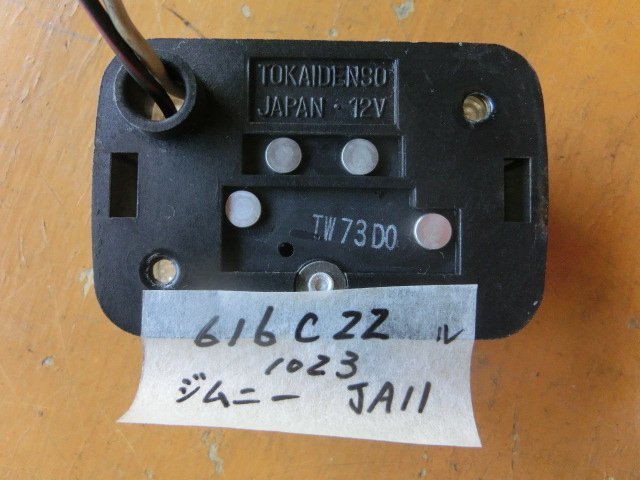 TOKAIDENSO
JAPAN · 12V
TW73D0
616C22 ル
1023
ジムニー JA11